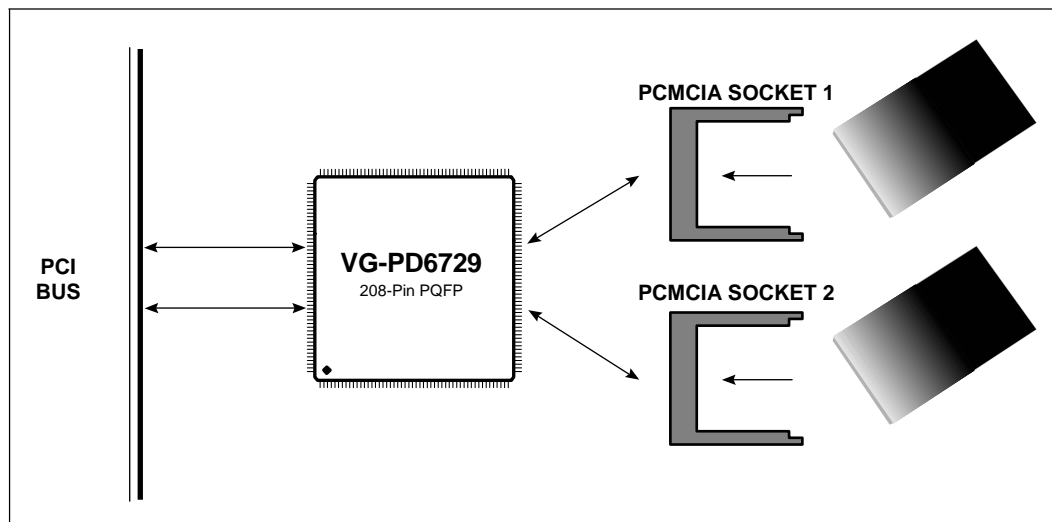 PCI
BUS
VG-PD6729
208-Pin PQFP
PCMCIA SOCKET 1
PCMCIA SOCKET 2